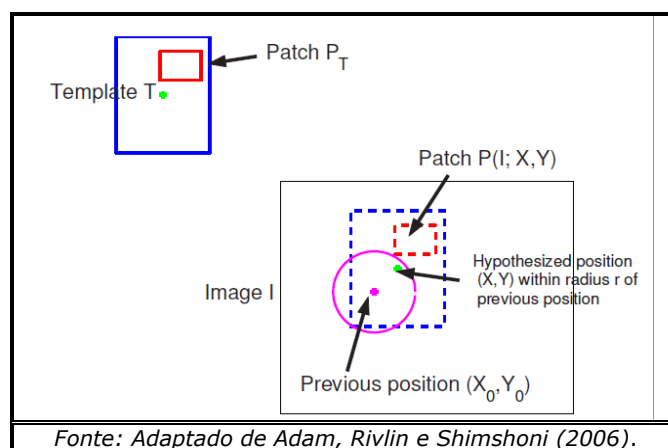 Patch P_T
Template T
Patch P(I; X,Y)
Hypothesized position
(X,Y) within radius r of
previous position
Image I
Previous position (X_0,Y_0)
Fonte: Adaptado de Adam, Rivlin e Shimshoni (2006).